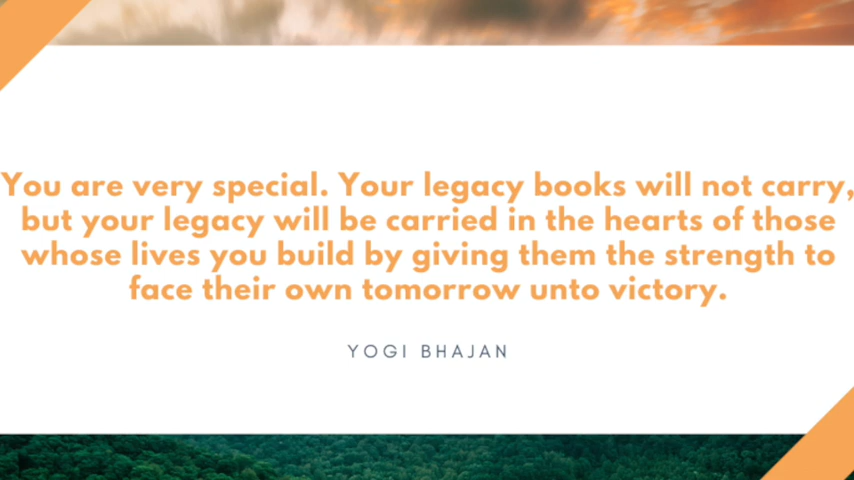 You are very special. Your legacy books will not carry,
but your legacy will be carried in the hearts of those
whose lives you build by giving them the strength to
face their own tomorrow unto victory.
YOGI BHAJAN